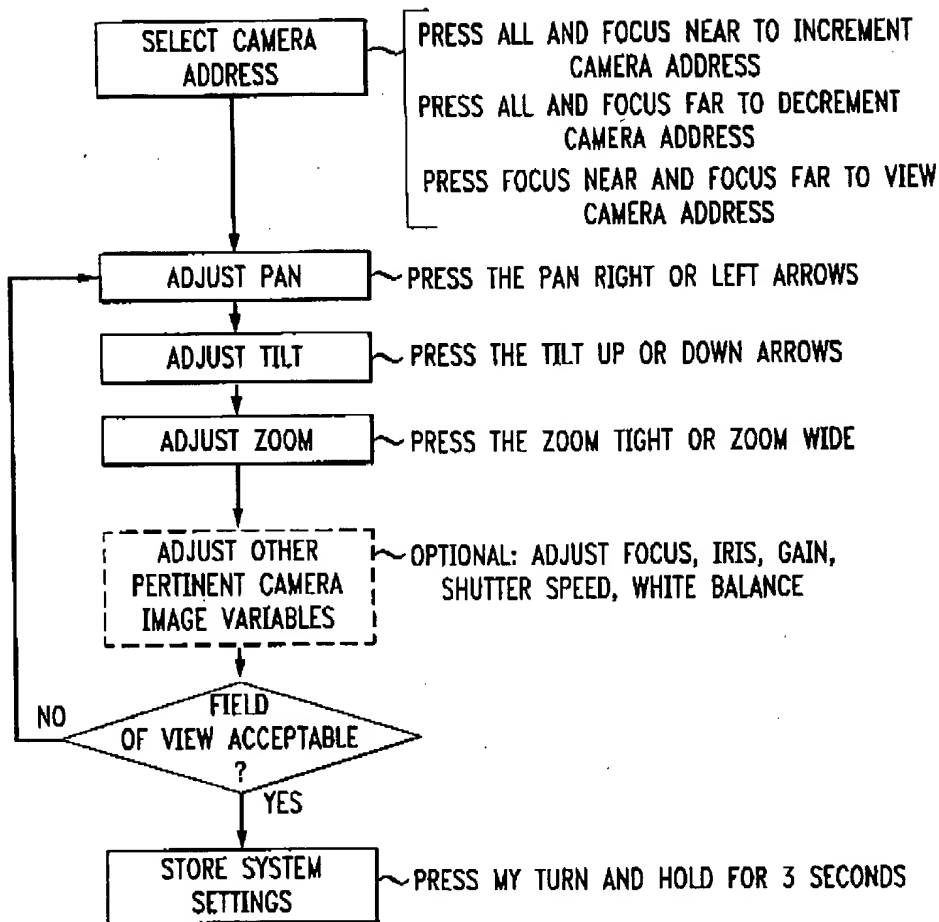 SELECT CAMERA
ADDRESS
PRESS ALL AND FOCUS NEAR TO INCREMENT
CAMERA ADDRESS
PRESS ALL AND FOCUS FAR TO DECREMENT
CAMERA ADDRESS
PRESS FOCUS NEAR AND FOCUS FAR TO VIEW
CAMERA ADDRESS
ADJUST PAN
PRESS THE PAN RIGHT OR LEFT ARROWS
ADJUST TILT
PRESS THE TILT UP OR DOWN ARROWS
ADJUST ZOOM
PRESS THE ZOOM TIGHT OR ZOOM WIDE
ADJUST OTHER
PERTINENT CAMERA
IMAGE VARIABLES
OPTIONAL: ADJUST FOCUS, IRIS, GAIN,
SHUTTER SPEED, WHITE BALANCE
FIELD
OF VIEW ACCEPTABLE
?
NO
YES
STORE SYSTEM
SETTINGS
PRESS MY TURN AND HOLD FOR 3 SECONDS